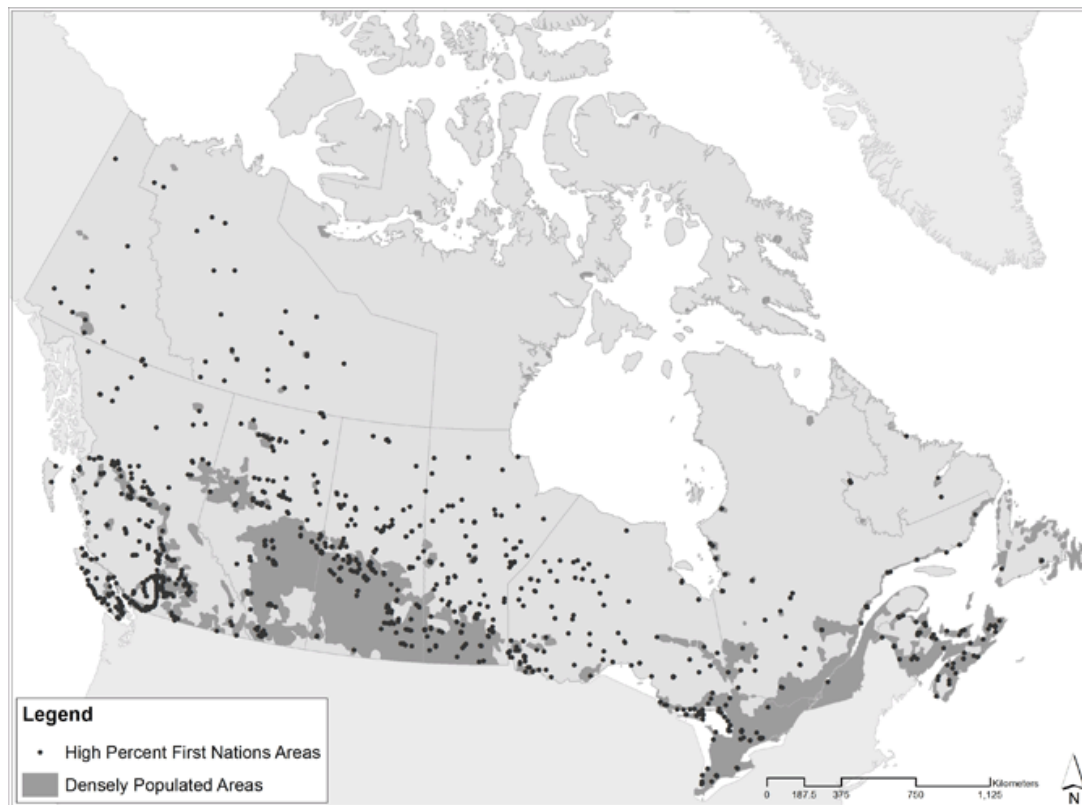 Legend
High Percent First Nations Areas
Densely Populated Areas
Kilometers
0 187.5 375 750 1,125
N